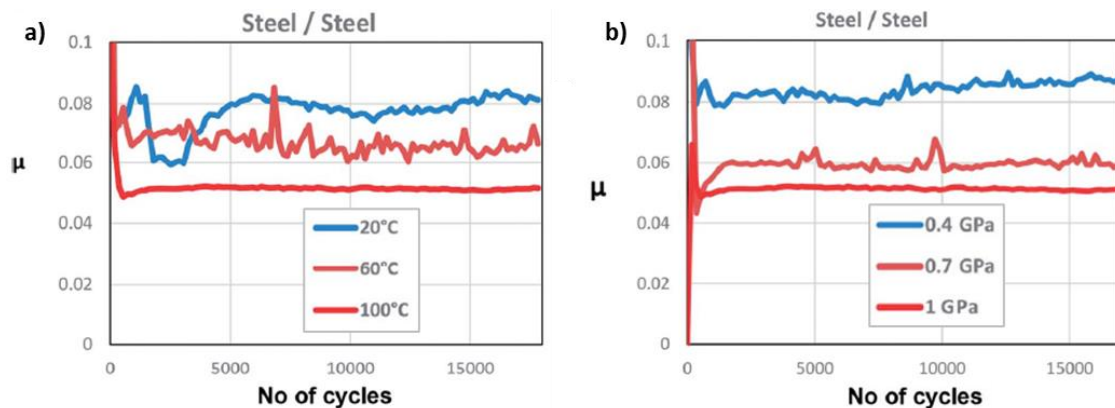 a)
Steel / Steel
0.1
0.08
0.06
0.04
0.02
0
μ
20°C
60°C
100°C
0
5000
10000
15000
No of cycles
b)
Steel / Steel
0.1
0.08
0.06
0.04
0.02
0
μ
0.4 GPa
0.7 GPa
1 GPa
0
5000
10000
15000
No of cycles